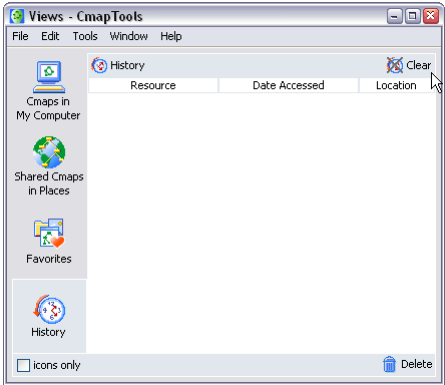 Views - CmapTools
File Edit Tools Window Help
History Clear
Resource Date Accessed Location
Cmaps in
My Computer
Shared Cmaps
in Places
Favorites
History
icons only Delete